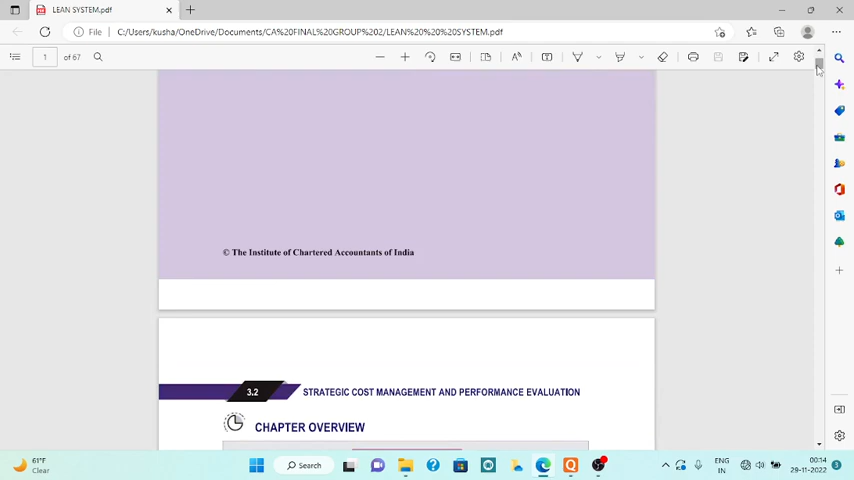 LEAN SYSTEM.pdf
File
C:/Users/kusha/OneDrive/Documents/CA%20FINAL%20GROUP%202/LEAN%20%20%20SYSTEM.pdf
1 of 67
© The Institute of Chartered Accountants of India
3.2 STRATEGIC COST MANAGEMENT AND PERFORMANCE EVALUATION
CHAPTER OVERVIEW
61°F
Clear
Search
ENG
IN
00:14
29-11-2022
3